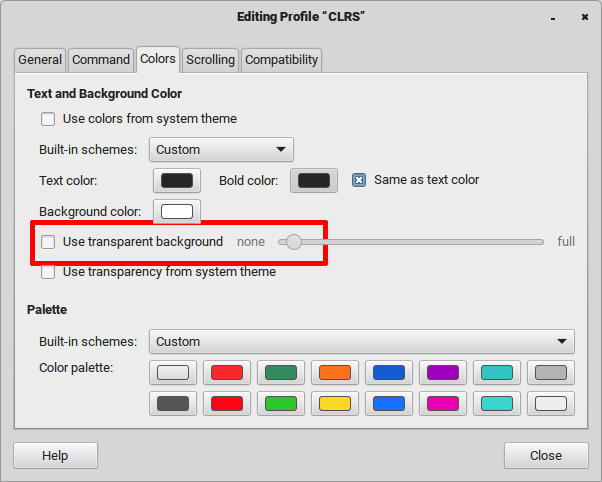 Editing Profile “CLRS”
General Command Colors Scrolling Compatibility
Text and Background Color
Use colors from system theme
Built-in schemes: Custom
Text color: Bold color: Same as text color
Background color:
Use transparent background none full
Use transparency from system theme
Palette
Built-in schemes: Custom
Color palette:
Help Close